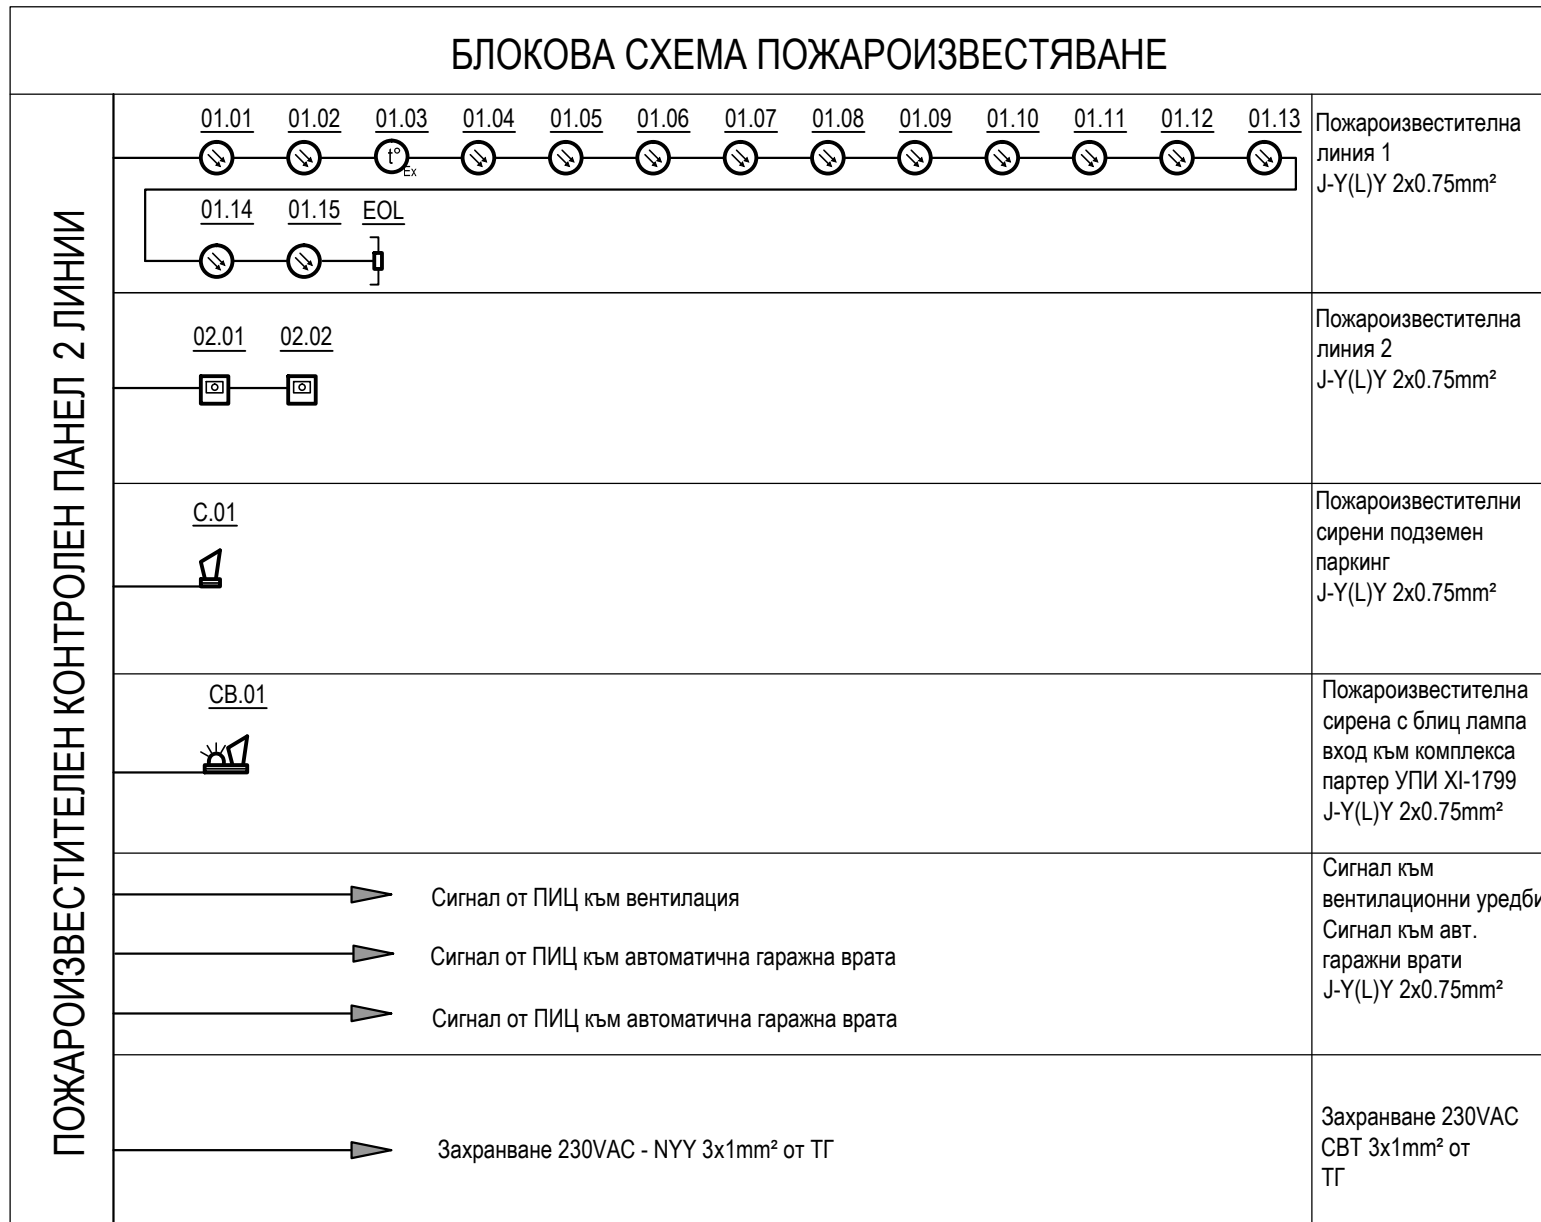 БЛОКОВА СХЕМА ПОЖАРОИЗВЕСТЯВАНЕ
ПОЖАРОИЗВЕСТИТЕЛЕН КОНТРОЛЕН ПАНЕЛ 2 ЛИНИИ
01.01 01.02 01.03 01.04 01.05 01.06 01.07 01.08 01.09 01.10 01.11 01.12 01.13
t° Ex
01.14 01.15 EOL
Пожароизвестителна
линия 1
J-Y(L)Y 2x0.75mm²
02.01 02.02
Пожароизвестителна
линия 2
J-Y(L)Y 2x0.75mm²
С.01
Пожароизвестителни
сирени подземен
паркинг
J-Y(L)Y 2x0.75mm²
СВ.01
Пожароизвестителна
сирена с блиц лампа
вход към комплекса
партер УПИ XI-1799
J-Y(L)Y 2x0.75mm²
Сигнал от ПИЦ към вентилация
Сигнал от ПИЦ към автоматична гаражна врата
Сигнал от ПИЦ към автоматична гаражна врата
Сигнал към
вентилационни уредби
Сигнал към авт.
гаражни врати
J-Y(L)Y 2x0.75mm²
Захранване 230VAC - NYY 3x1mm² от ТГ
Захранване 230VAC
СВТ 3x1mm² от
ТГ